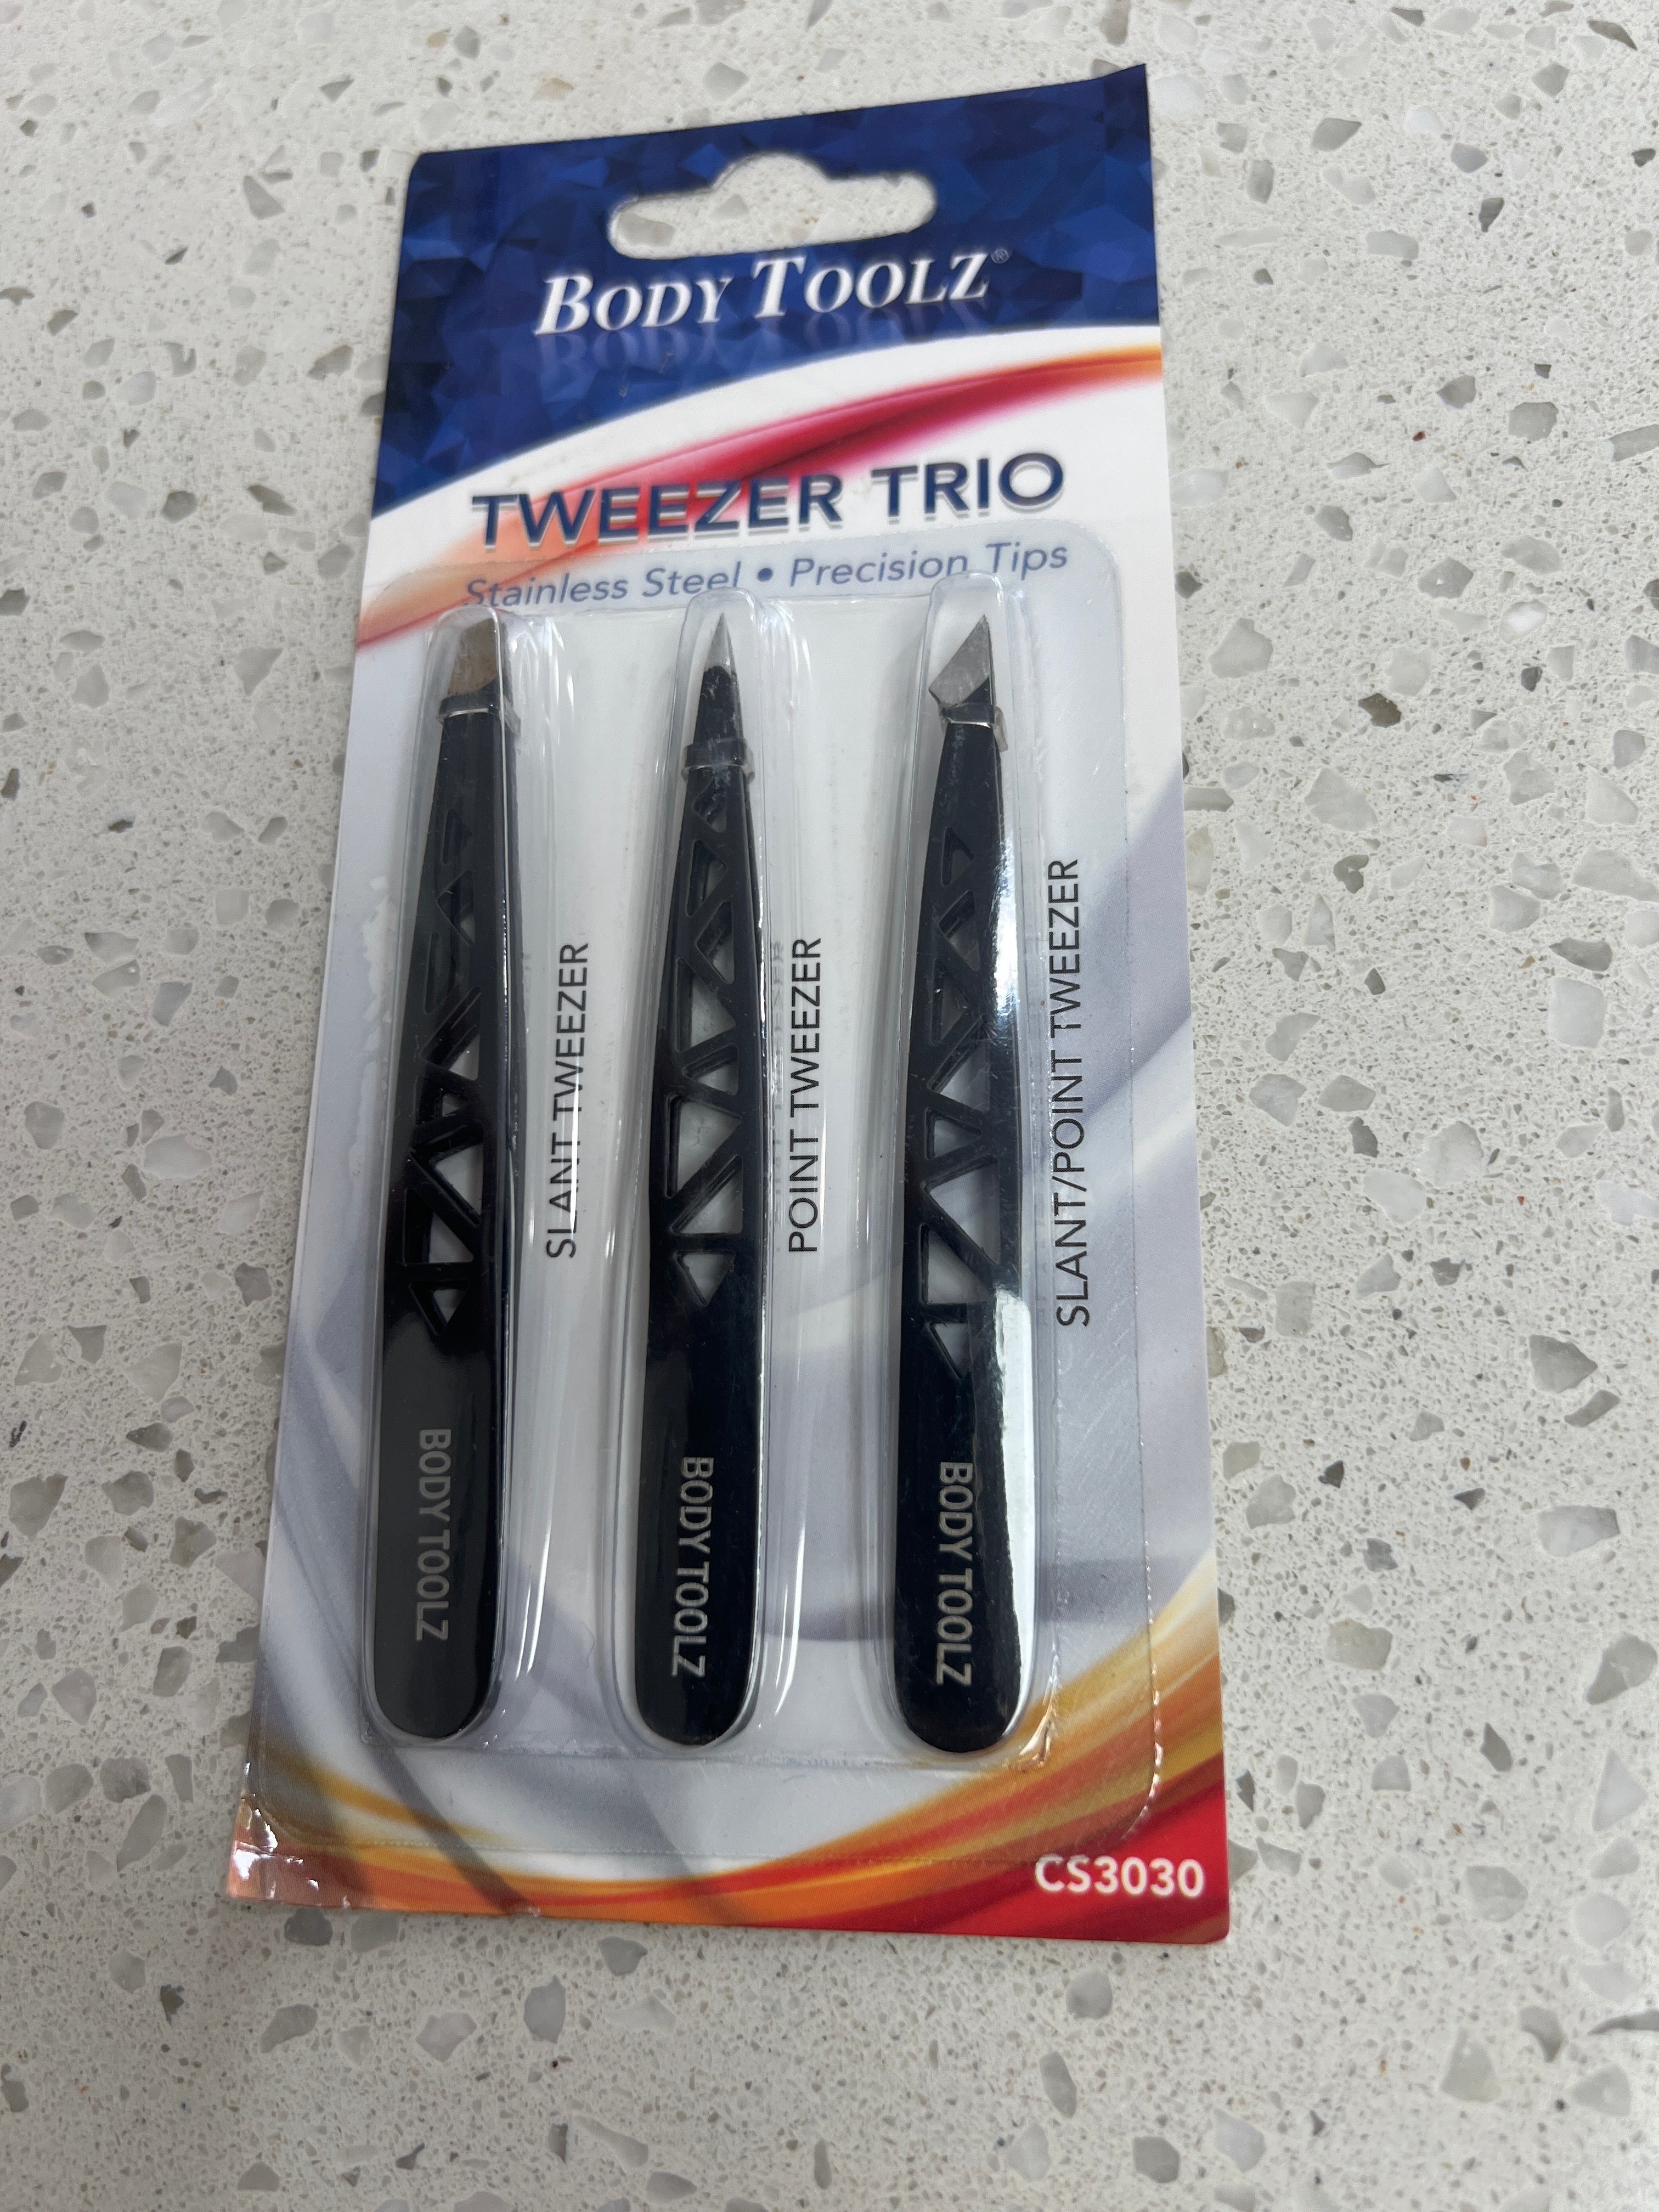 BODY TOOLZ®
TWEEZER TRIO
Stainless Steel • Precision Tips
SLANT TWEEZER
POINT TWEEZER
SLANT/POINT TWEEZER
BODY TOOLZ
BODY TOOLZ
BODY TOOLZ
CS3030